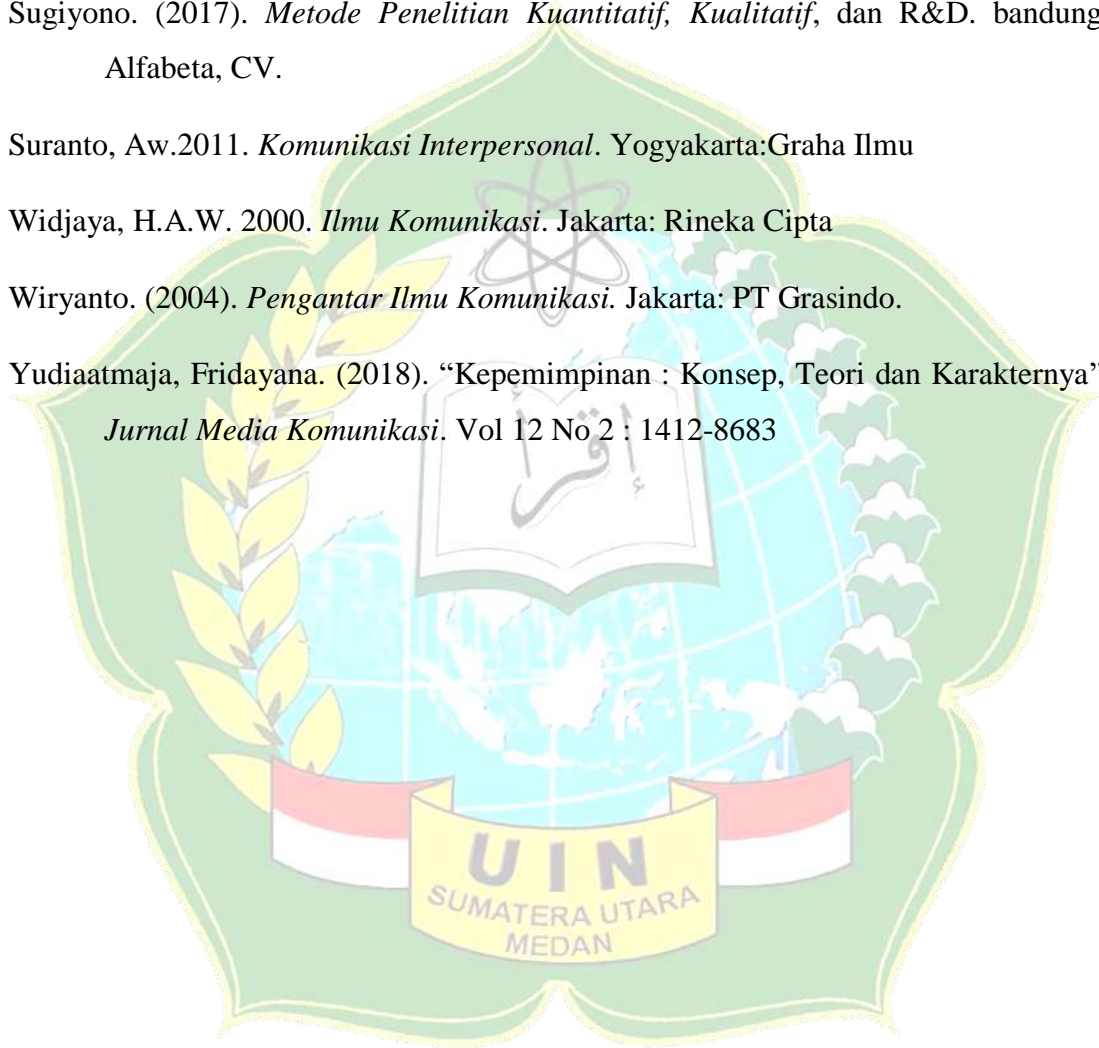 Sugiyono. (2017). Metode Penelitian Kuantitatif, Kualitatif, dan R&D. bandung
Alfabeta, CV.
Suranto, Aw.2011. Komunikasi Interpersonal. Yogyakarta:Graha Ilmu
Widjaya, H.A.W. 2000. Ilmu Komunikasi. Jakarta: Rineka Cipta
Wiryanto. (2004). Pengantar Ilmu Komunikasi. Jakarta: PT Grasindo.
Yudiaatmaja, Fridayana. (2018). “Kepemimpinan : Konsep, Teori dan Karakternya”
Jurnal Media Komunikasi. Vol 12 No 2 : 1412-8683
إقرأ
UIN
SUMATERA UTARA
MEDAN